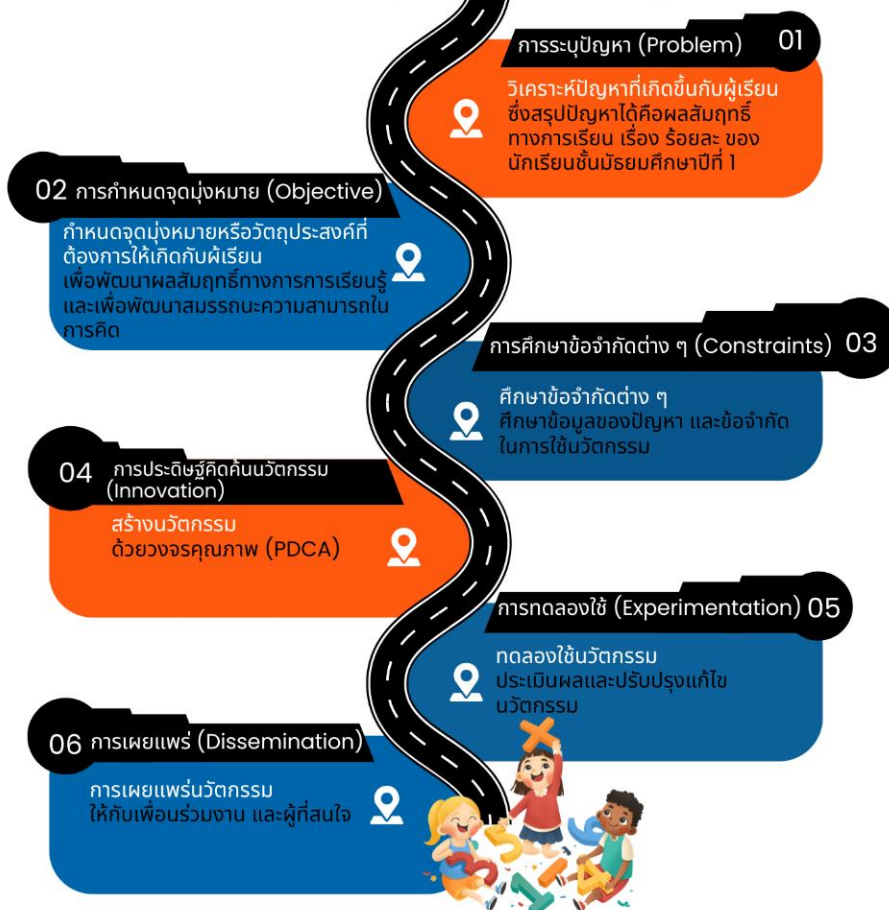 การระบุปัญหา (Problem) 01
วิเคราะห์ปัญหาที่เกิดขึ้นกับผู้เรียน
ซึ่งสรุปปัญหาได้คือผลสัมฤทธิ์
ทางการเรียน เรื่อง ร้อยละ ของ
นักเรียนชั้นมัธยมศึกษาปีที่ 1
02 การกำหนดจุดมุ่งหมาย (Objective)
กำหนดจุดมุ่งหมายหรือวัตถุประสงค์ที่
ต้องการให้เกิดกับผู้เรียน
เพื่อพัฒนาผลสัมฤทธิ์ทางการการเรียนรู้
และเพื่อพัฒนาสมรรถนะความสามารถใน
การคิด
การศึกษาข้อจำกัดต่าง ๆ (Constraints) 03
ศึกษาข้อจำกัดต่าง ๆ
ศึกษาข้อมูลของปัญหา และข้อจำกัด
ในการใช้นวัตกรรม
04 การประดิษฐ์คิดค้นนวัตกรรม
(Innovation)
สร้างนวัตกรรม
ด้วยวงจรคุณภาพ (PDCA)
การทดลองใช้ (Experimentation) 05
ทดลองใช้นวัตกรรม
ประเมินผลและปรับปรุงแก้ไข
นวัตกรรม
06 การเผยแพร่ (Dissemination)
การเผยแพร่นวัตกรรม
ให้กับเพื่อนร่วมงาน และผู้ที่สนใจ